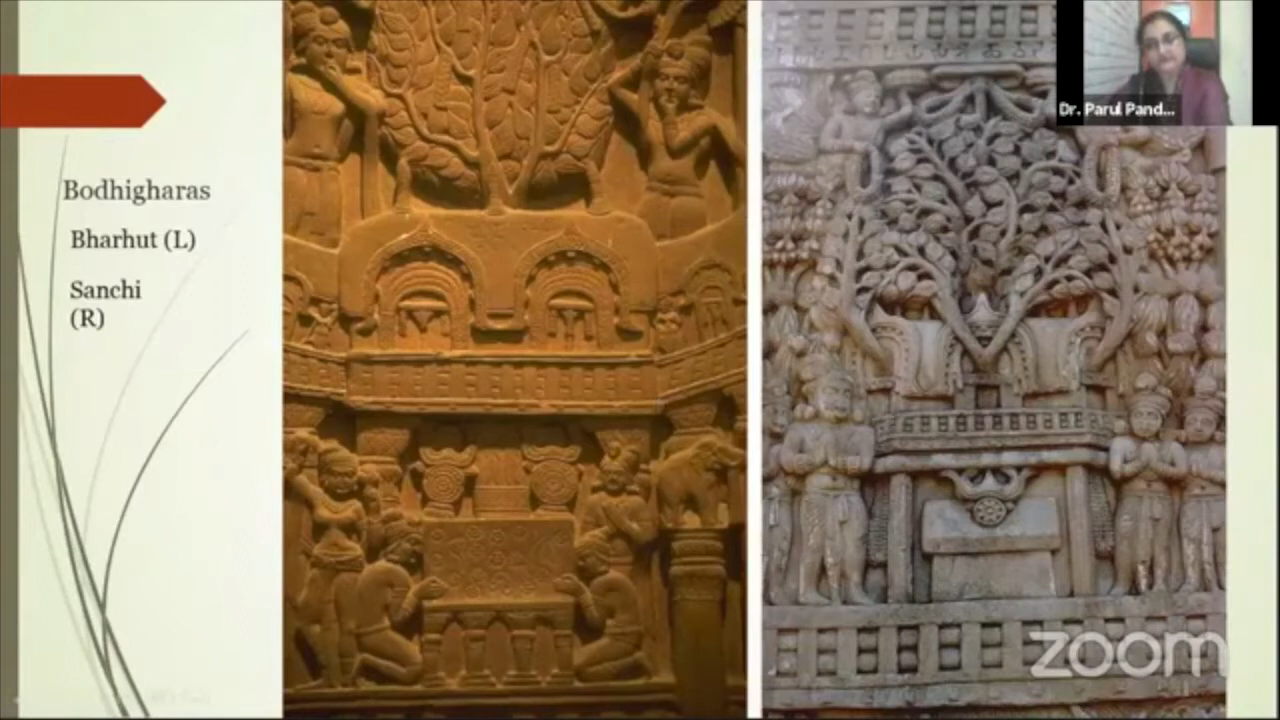 Bodhigharas
Bharhut (L)
Sanchi
(R)
Dr. Parul Pand...
zoom